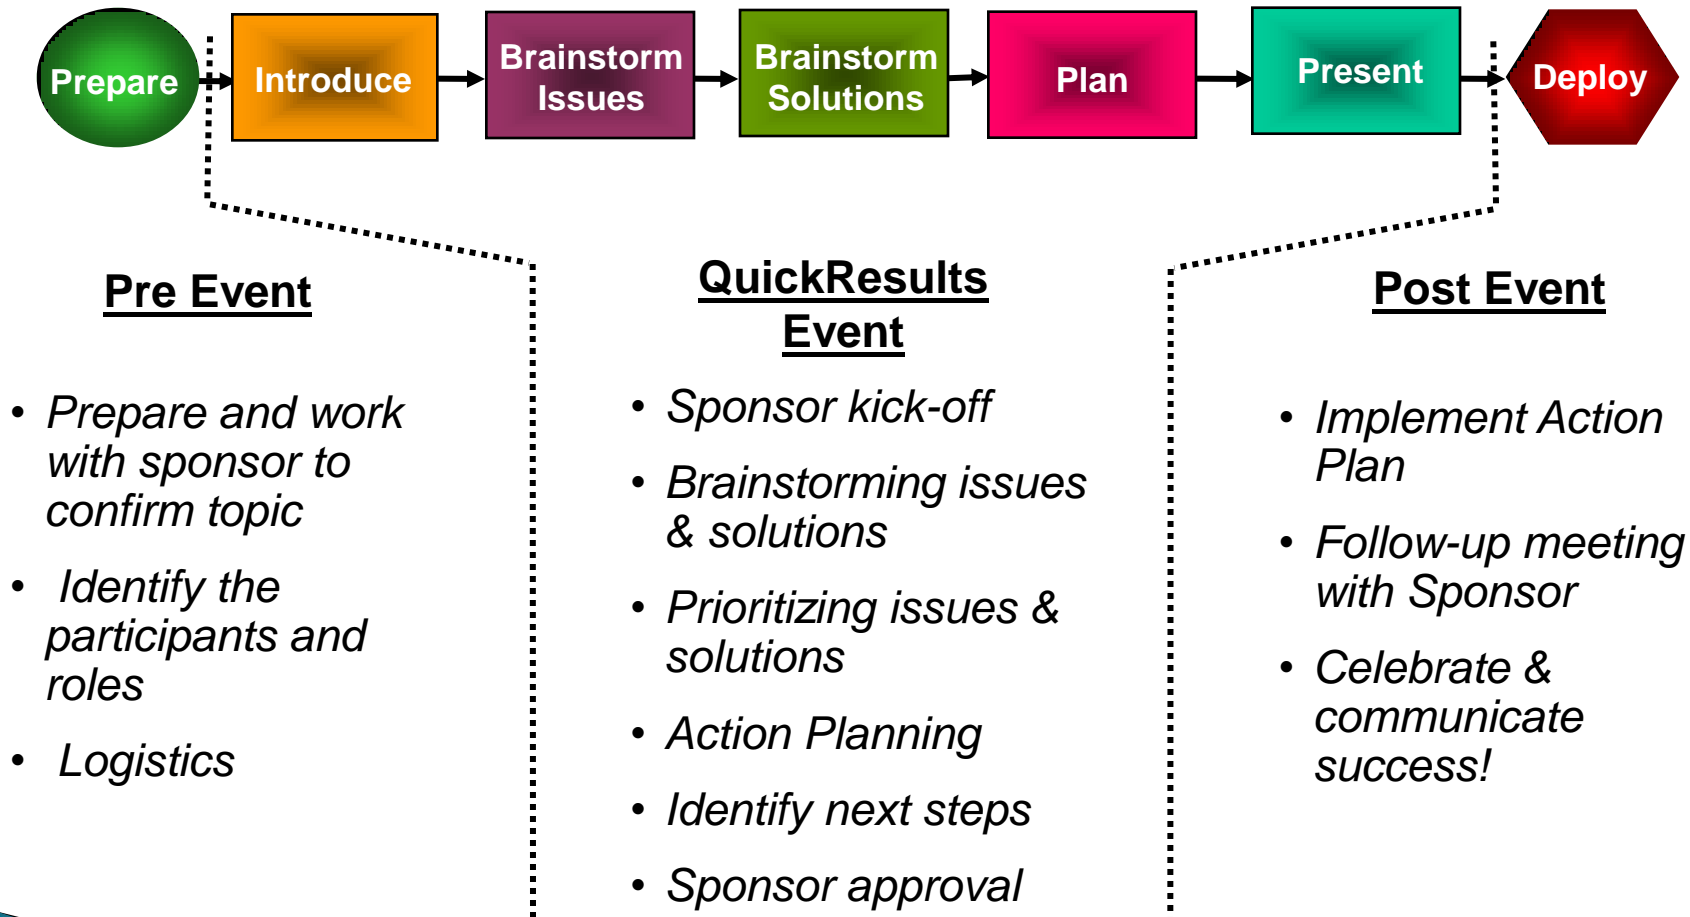 Prepare
Introduce
Brainstorm
Issues
Brainstorm
Solutions
Plan
Present
Deploy
Pre Event
• Prepare and work
with sponsor to
confirm topic
• Identify the
participants and
roles
• Logistics
QuickResults
Event
• Sponsor kick-off
• Brainstorming issues
& solutions
• Prioritizing issues &
solutions
• Action Planning
• Identify next steps
• Sponsor approval
Post Event
• Implement Action
Plan
• Follow-up meeting
with Sponsor
• Celebrate &
communicate
success!